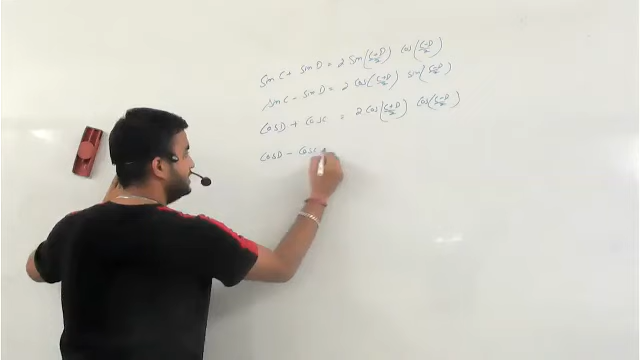 Sin C + Sin D = 2 Sin(C+D/2) Cos(C-D/2)
Sin C - Sin D = 2 Cos(C+D/2) Sin(C-D/2)
Cos D + Cos C = 2 Cos(C+D/2) Cos(C-D/2)
Cos D - Cos C